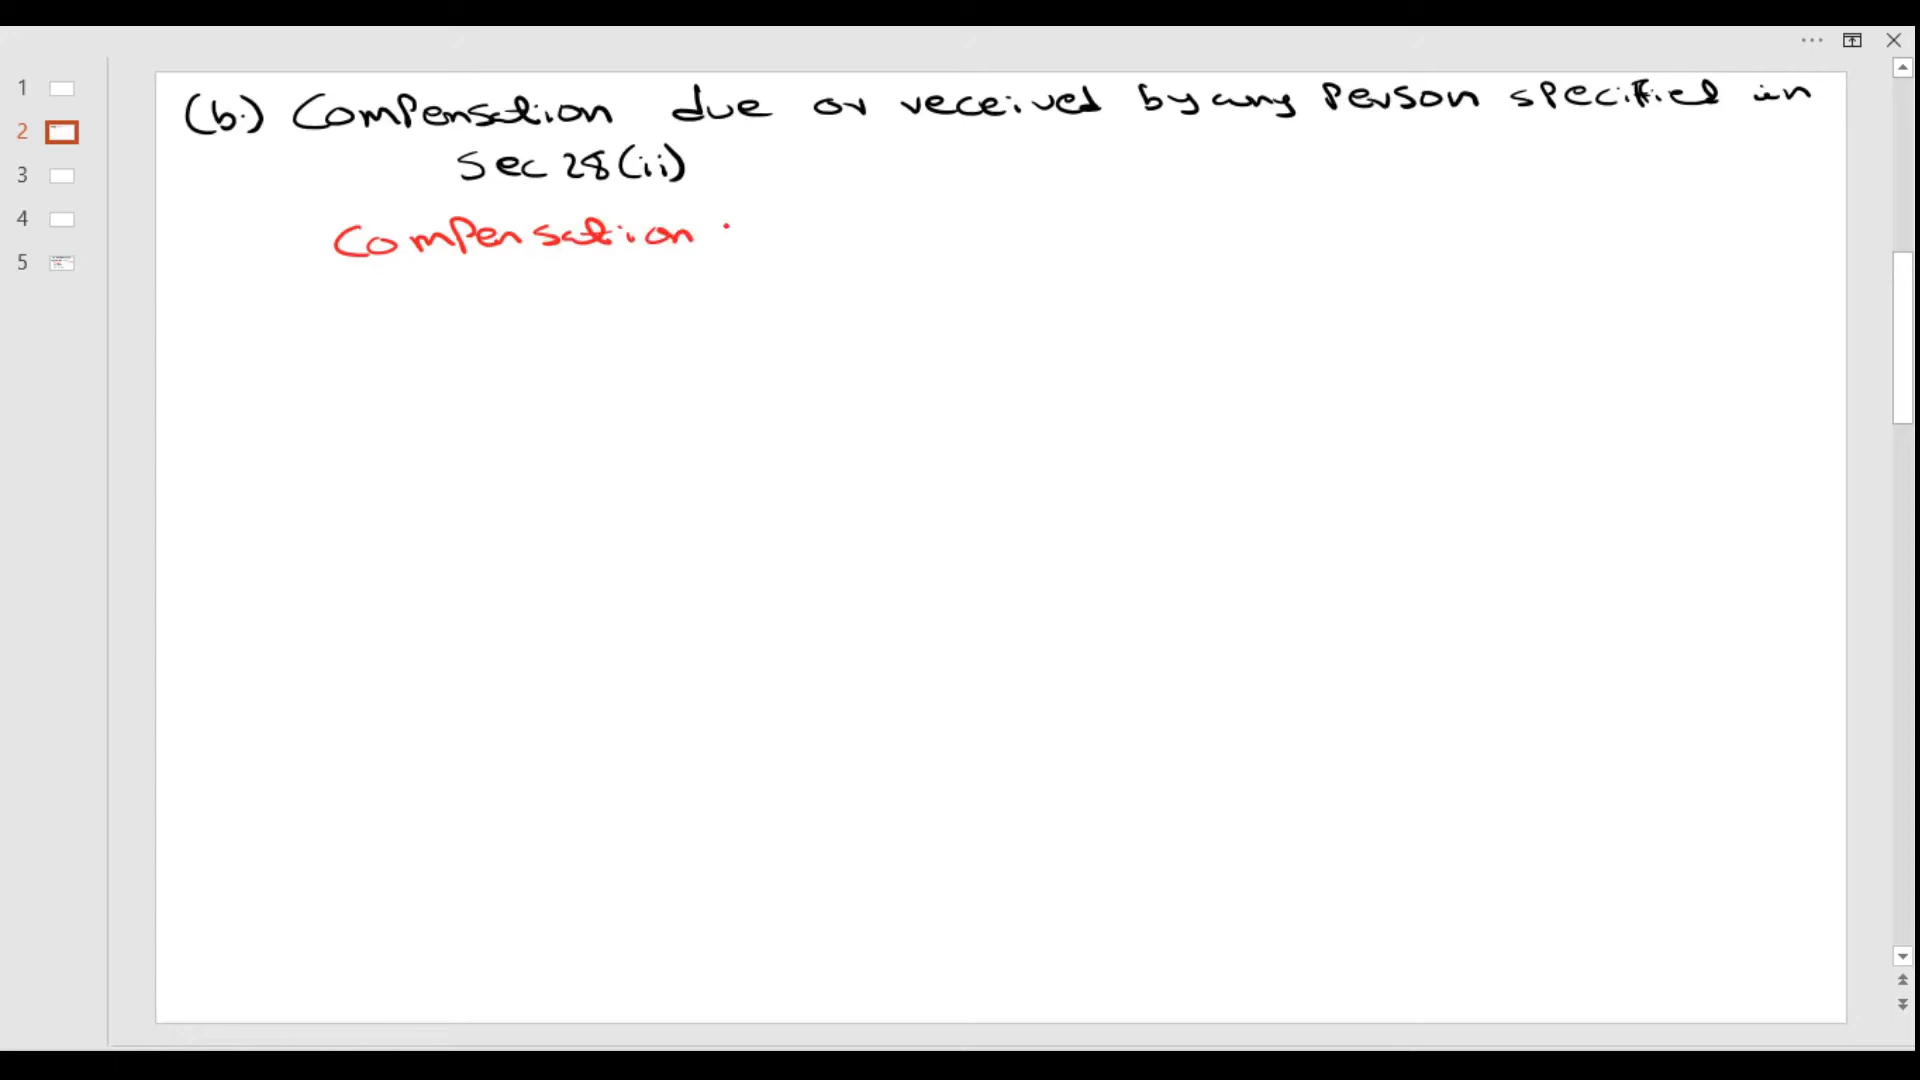 1
2
3
4
5
(b.) Compensation due or received by any Person specified in
Sec 28(ii)
Compensation